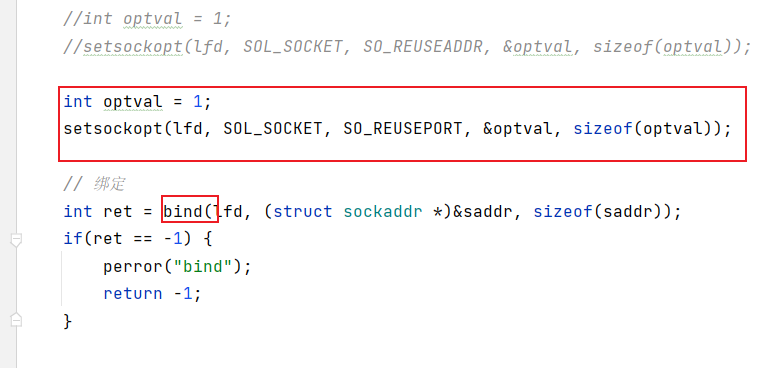 //int optval = 1;
//setsockopt(lfd, SOL_SOCKET, SO_REUSEADDR, &optval, sizeof(optval));
int optval = 1;
setsockopt(lfd, SOL_SOCKET, SO_REUSEPORT, &optval, sizeof(optval));
// 绑定
int ret = bind(lfd, (struct sockaddr *)&saddr, sizeof(saddr));
if(ret == -1) {
perror("bind");
return -1;
}